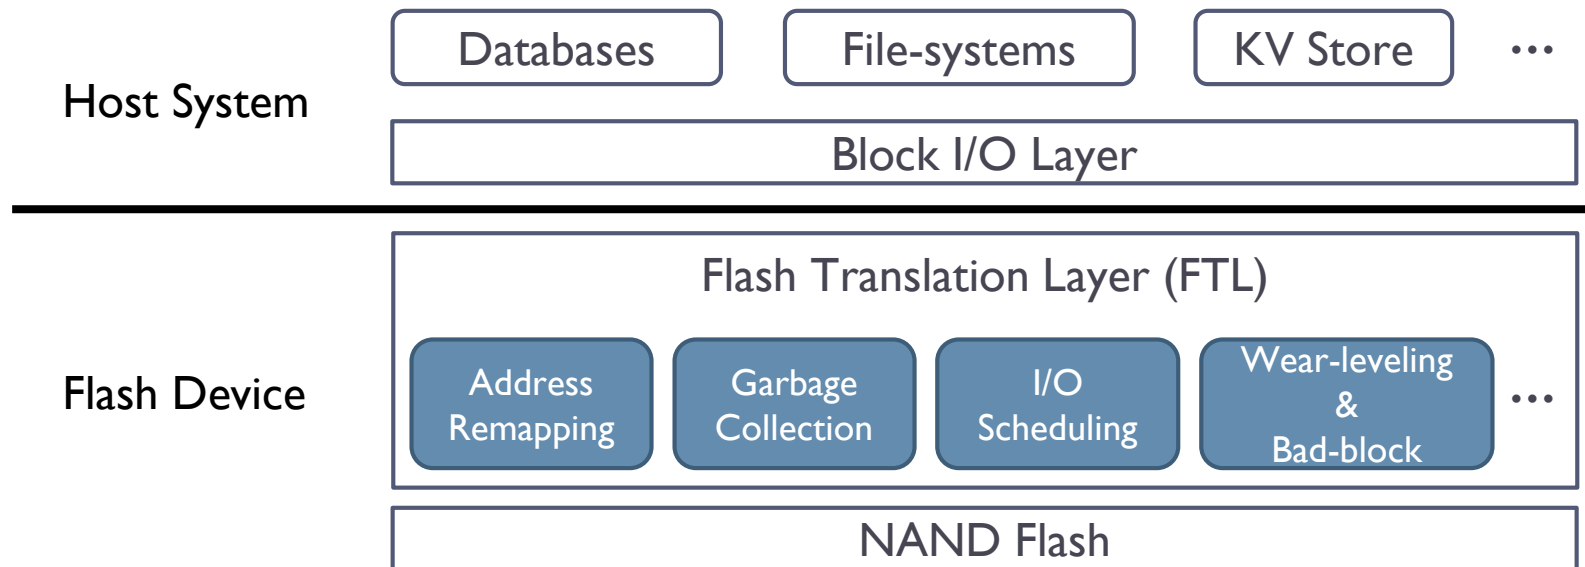 Host System
Databases
File-systems
KV Store
...
Block I/O Layer
Flash Device
Flash Translation Layer (FTL)
Address
Remapping
Garbage
Collection
I/O
Scheduling
Wear-leveling
&
Bad-block
...
NAND Flash